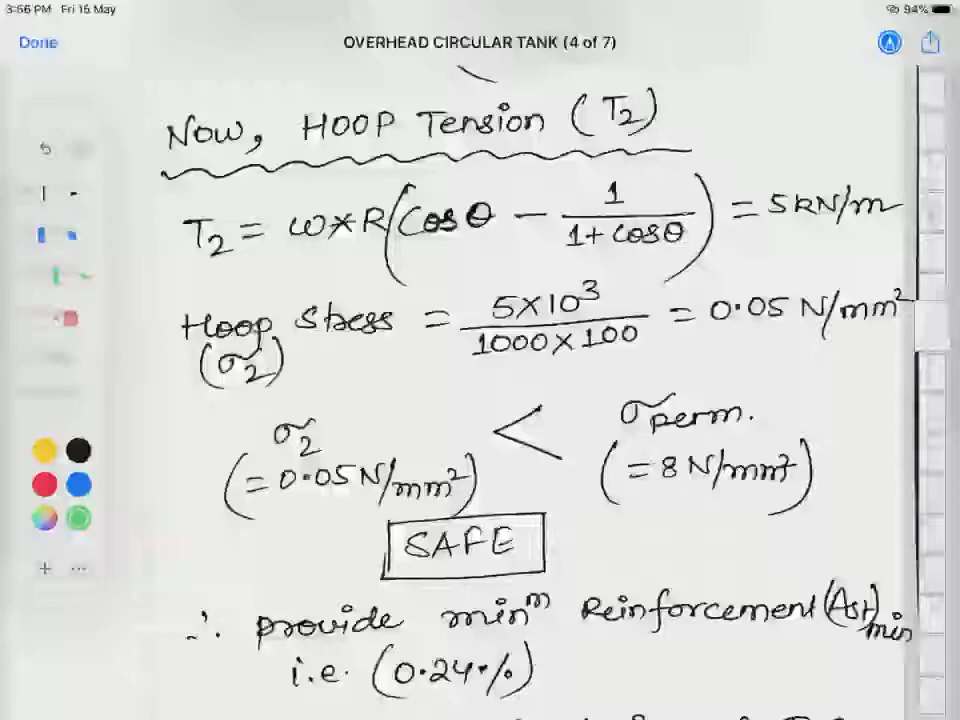 3:56 PM Fri 15 May
94%
Done
OVERHEAD CIRCULAR TANK (4 of 7)
Now, HOOP Tension (T₂)
T₂ = ω×R(Cosθ − 1/(1+cosθ)) = 5kN/m
Hoop Stress = (5×10³)/(1000×100) = 0.05 N/mm²
(σ₂)
σ₂ < σperm.
(= 0.05 N/mm²) (= 8 N/mm²)
SAFE
∴ provide minᵐ Reinforcement (Ast)min
i.e. (0.24%)